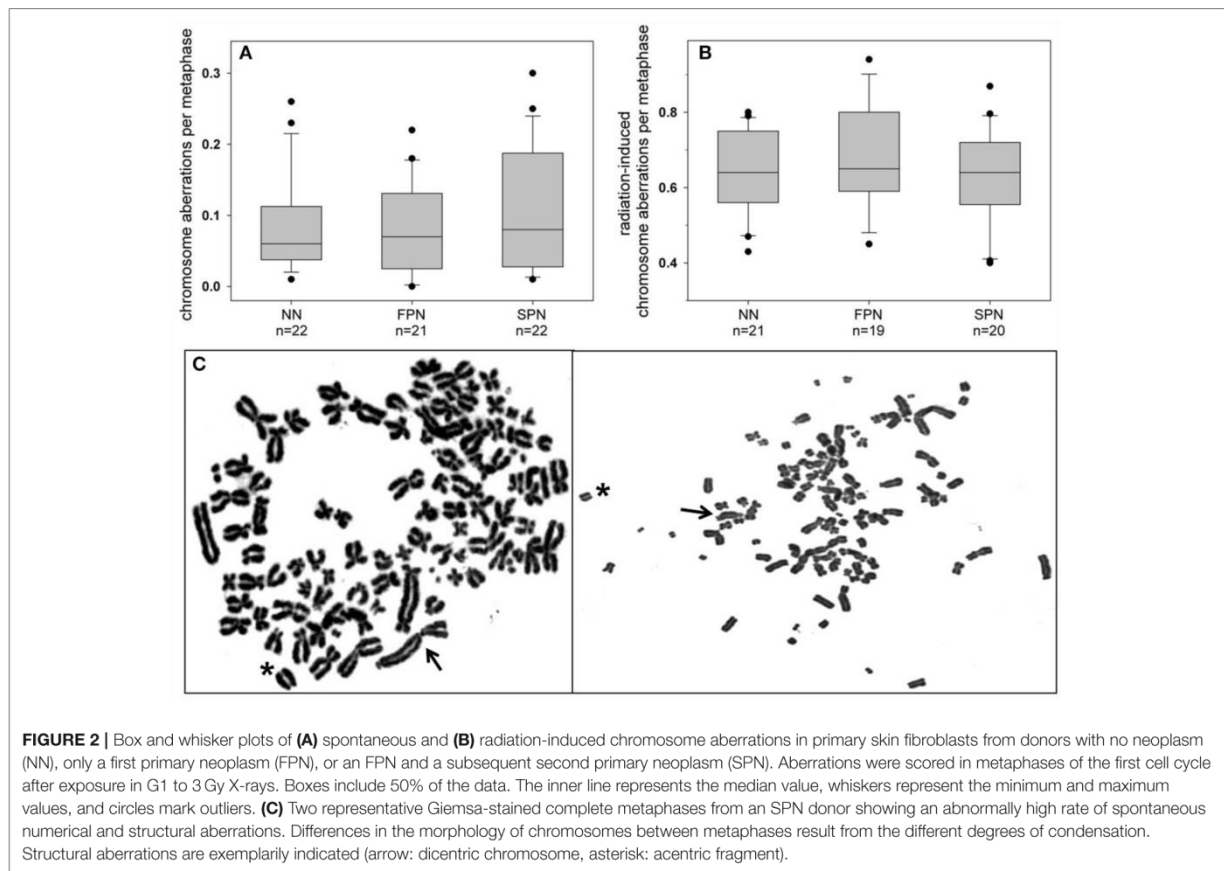 A
chromosome aberrations per metaphase
0.3
0.2
0.1
0.0
NN
n=22
FPN
n=21
SPN
n=22
B
radiation-induced
chromosome aberrations per metaphase
0.8
0.6
0.4
NN
n=21
FPN
n=19
SPN
n=20
C
*
*
FIGURE 2 | Box and whisker plots of (A) spontaneous and (B) radiation-induced chromosome aberrations in primary skin fibroblasts from donors with no neoplasm
(NN), only a first primary neoplasm (FPN), or an FPN and a subsequent second primary neoplasm (SPN). Aberrations were scored in metaphases of the first cell cycle
after exposure in G1 to 3 Gy X-rays. Boxes include 50% of the data. The inner line represents the median value, whiskers represent the minimum and maximum
values, and circles mark outliers. (C) Two representative Giemsa-stained complete metaphases from an SPN donor showing an abnormally high rate of spontaneous
numerical and structural aberrations. Differences in the morphology of chromosomes between metaphases result from the different degrees of condensation.
Structural aberrations are exemplarily indicated (arrow: dicentric chromosome, asterisk: acentric fragment).